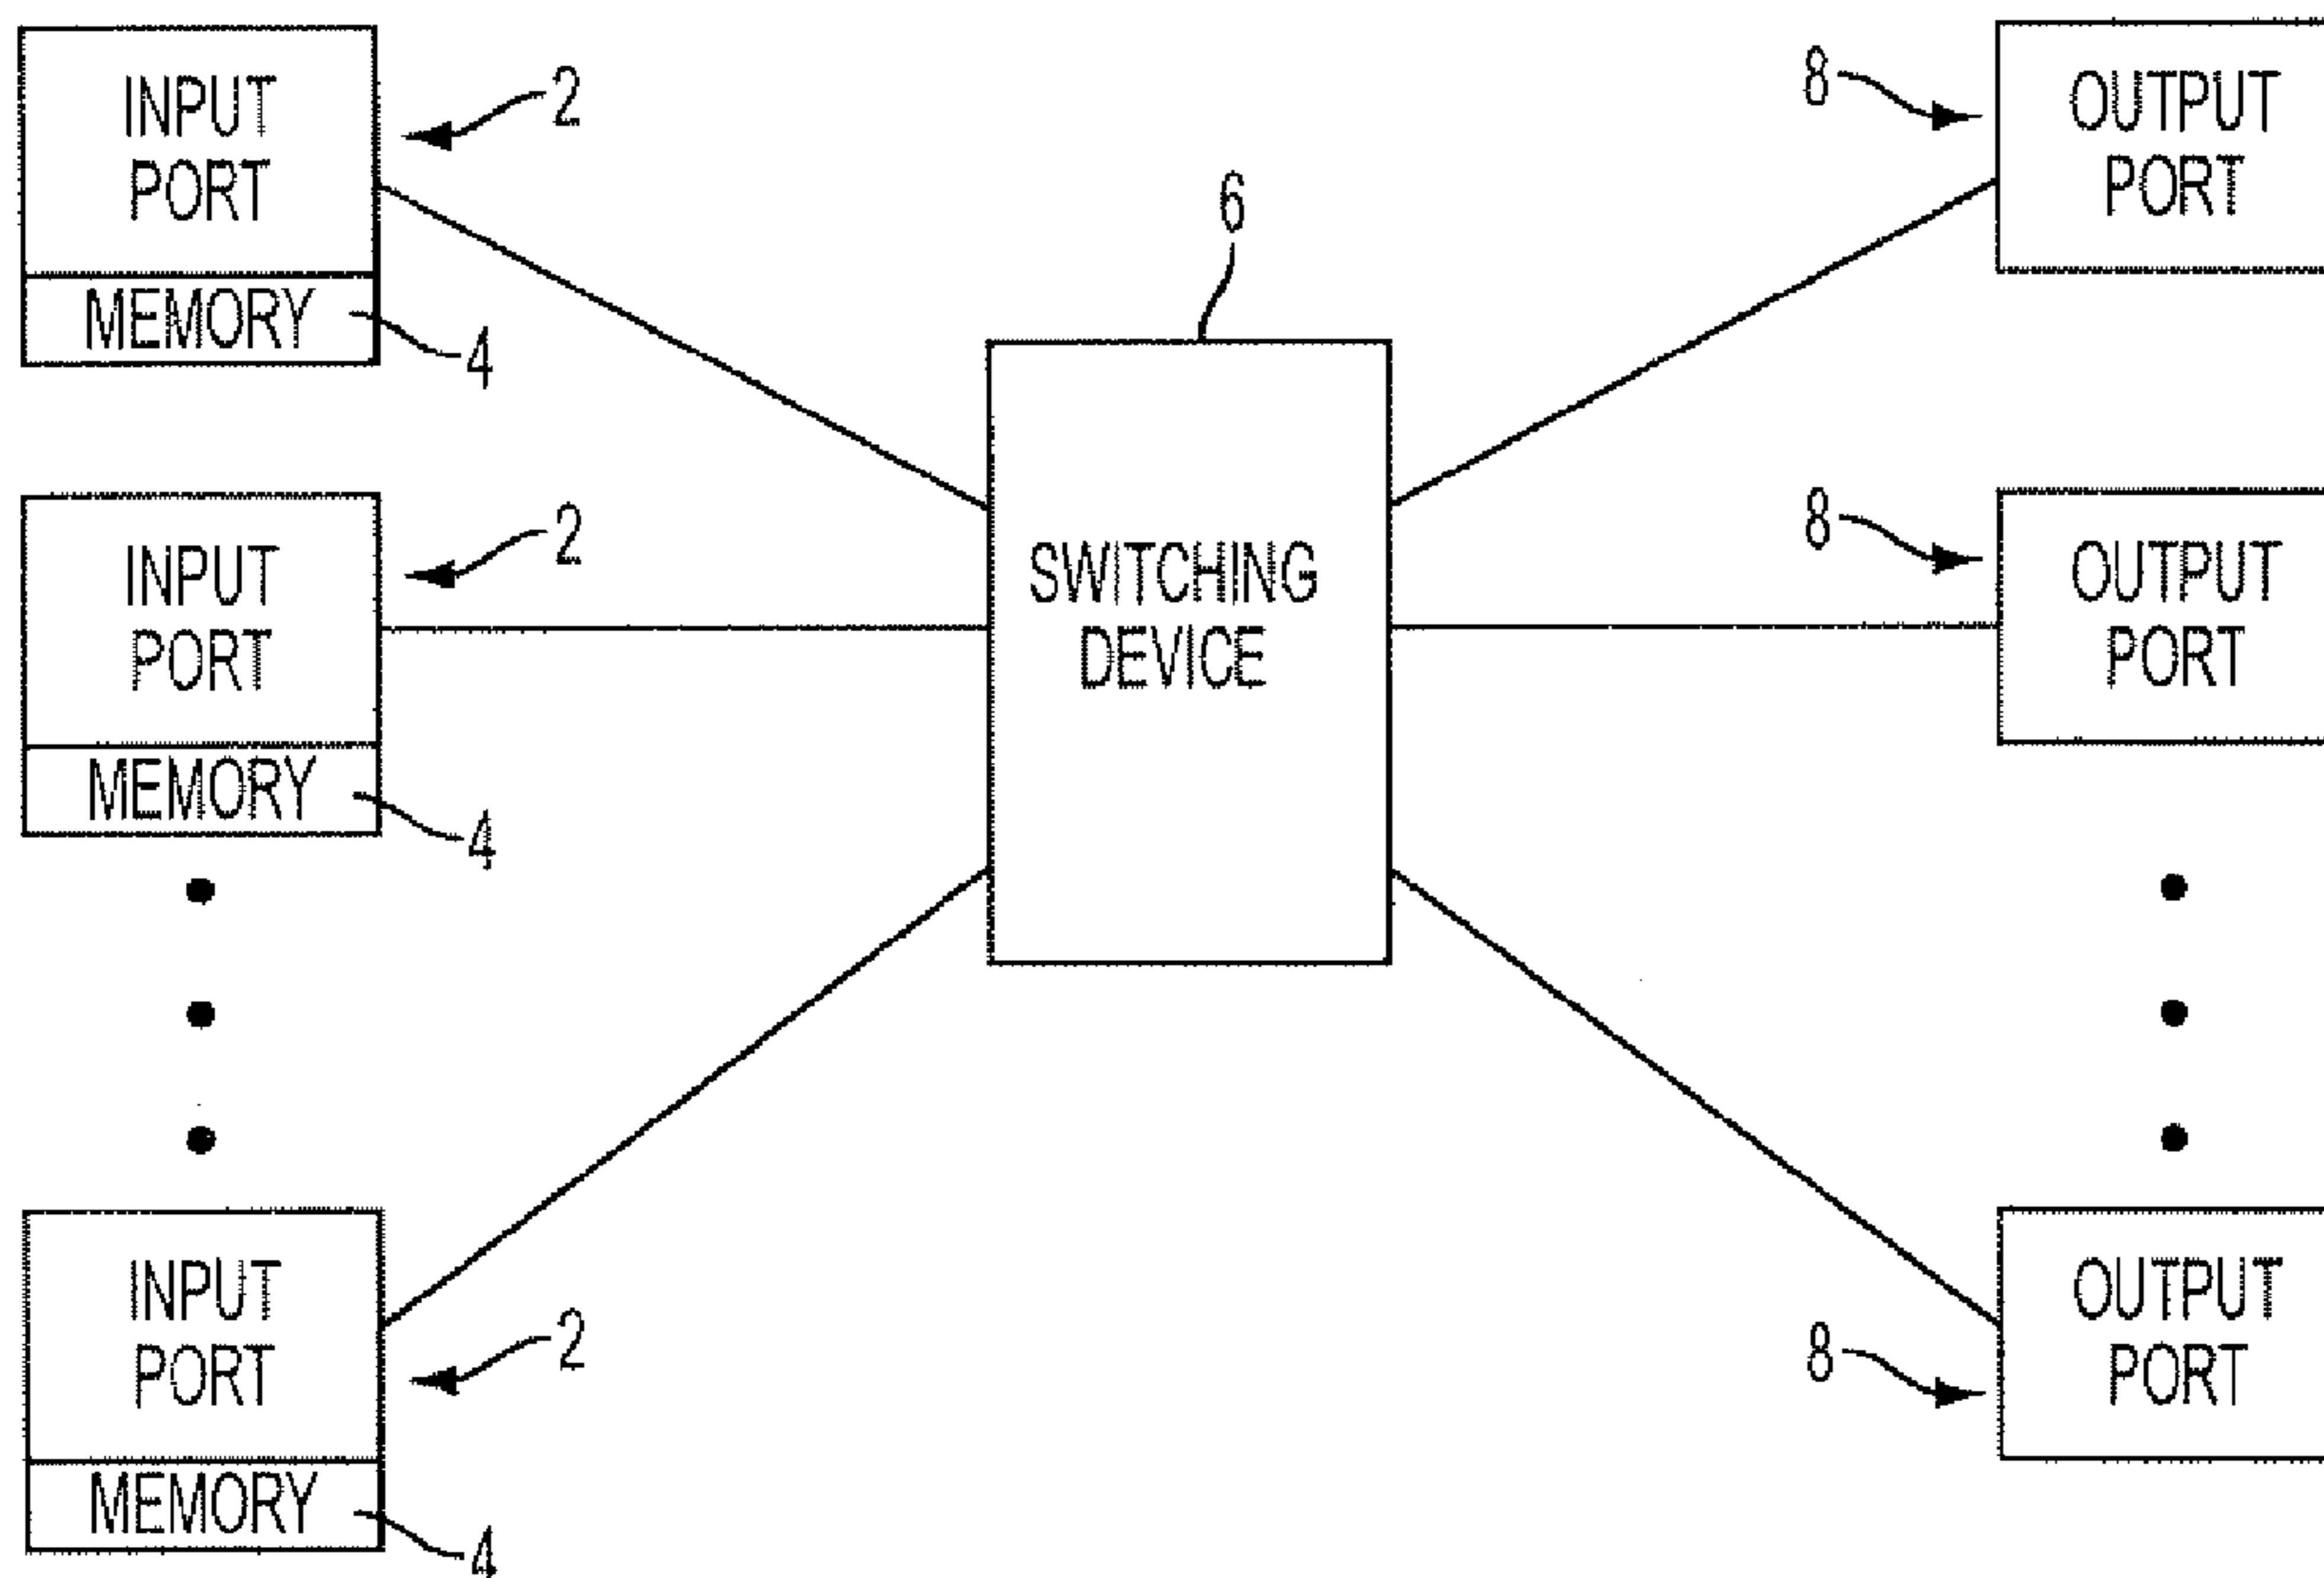 INPUT
PORT
2
MEMORY
4
INPUT
PORT
2
MEMORY
4
INPUT
PORT
2
MEMORY
4
6
SWITCHING
DEVICE
8
OUTPUT
PORT
8
OUTPUT
PORT
8
OUTPUT
PORT